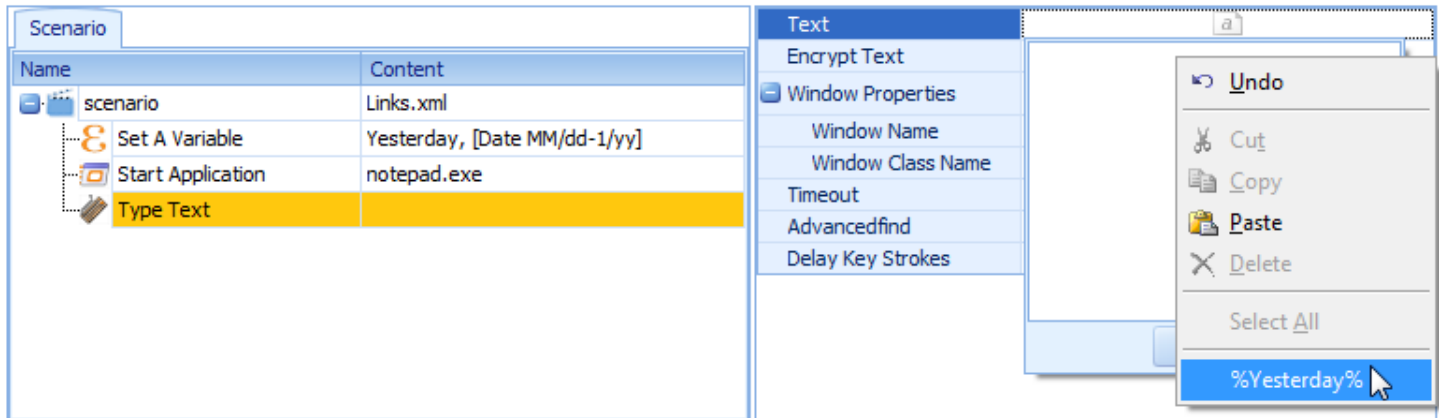 Scenario
Name Content
scenario Links.xml
Set A Variable Yesterday, [Date MM/dd-1/yy]
Start Application notepad.exe
Type Text
Text a
Encrypt Text
Window Properties
Window Name
Window Class Name
Timeout
Advancedfind
Delay Key Strokes
Undo
Cut
Copy
Paste
Delete
Select All
%Yesterday%